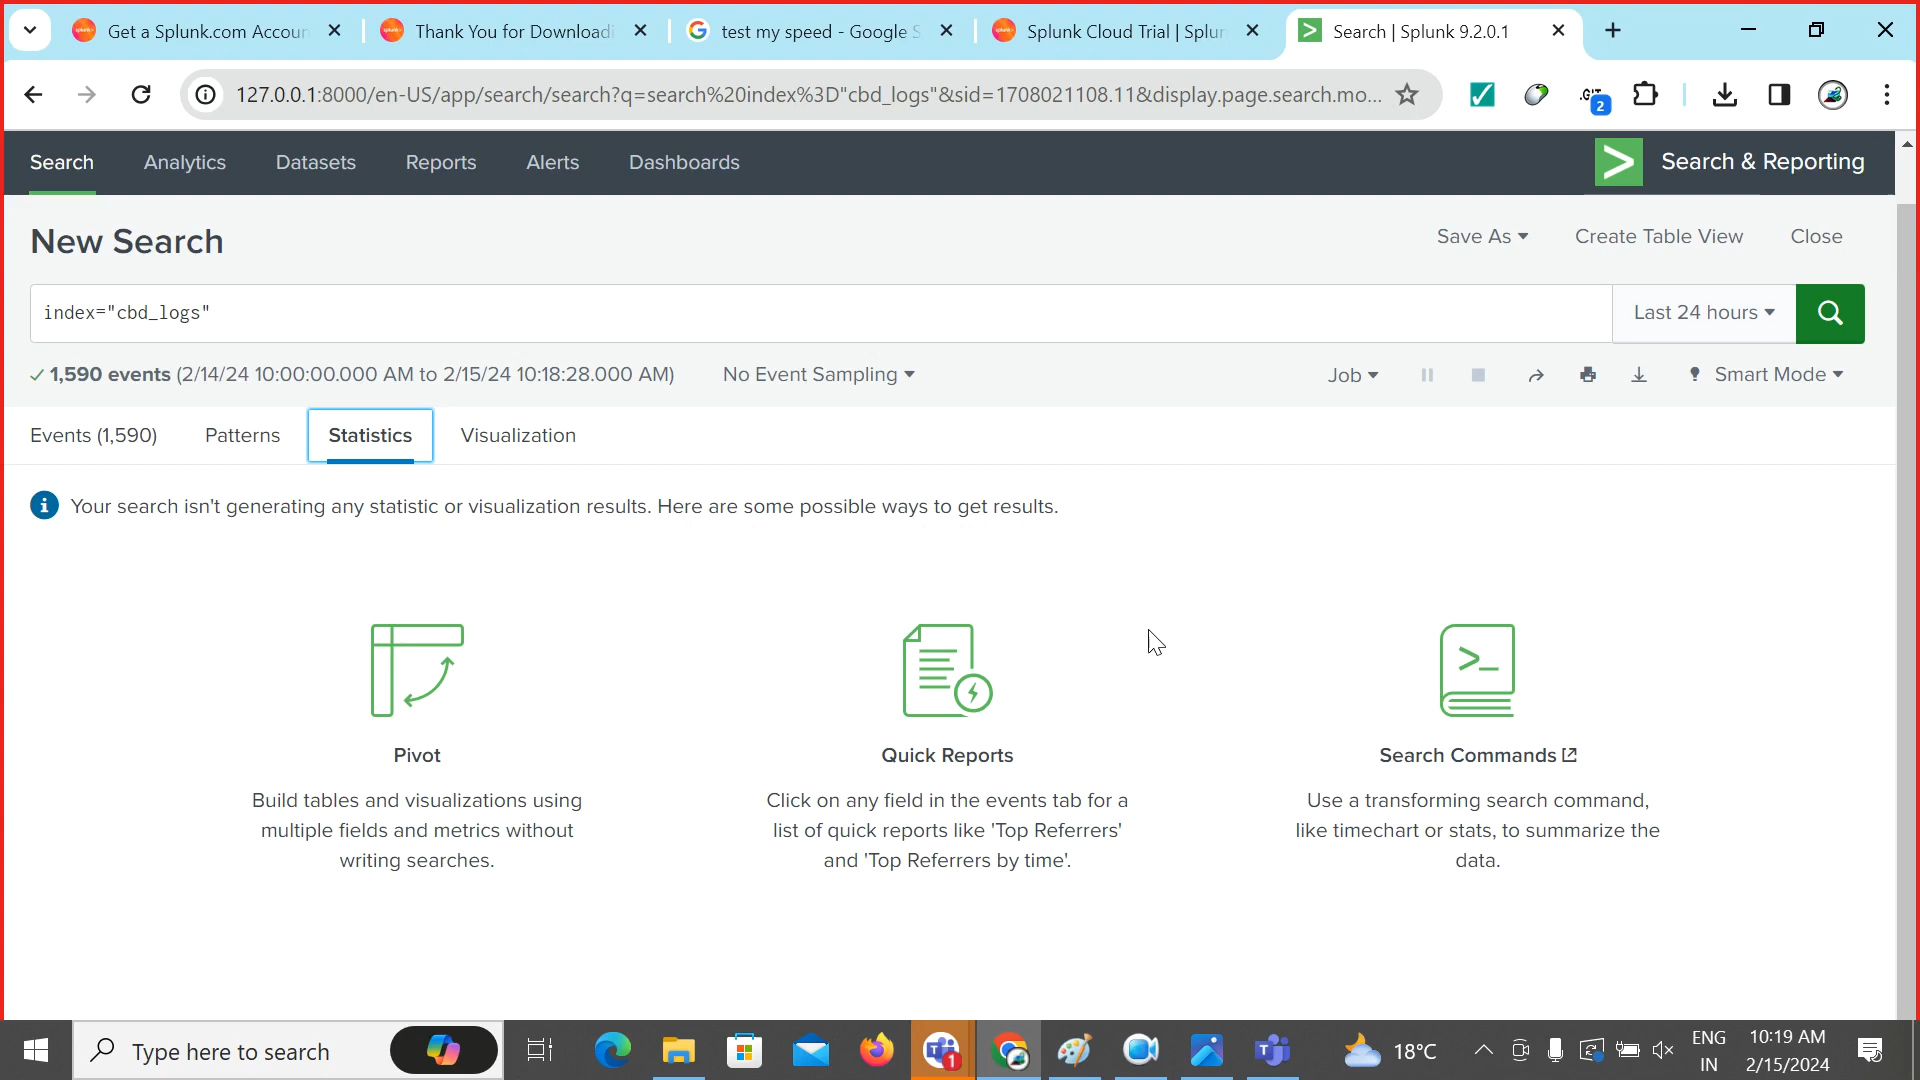 Get a Splunk.com Accoun
Thank You for Downloadi
test my speed - Google S
Splunk Cloud Trial | Splun
Search | Splunk 9.2.0.1
127.0.0.1:8000/en-US/app/search/search?q=search%20index%3D"cbd_logs"&sid=1708021108.11&display.page.search.mo...
.GIT
2
Search
Analytics
Datasets
Reports
Alerts
Dashboards
Search & Reporting
New Search
Save As
Create Table View
Close
index="cbd_logs"
Last 24 hours
1,590 events (2/14/24 10:00:00.000 AM to 2/15/24 10:18:28.000 AM)
No Event Sampling
Job
Smart Mode
Events (1,590)
Patterns
Statistics
Visualization
Your search isn't generating any statistic or visualization results. Here are some possible ways to get results.
Pivot
Build tables and visualizations using
multiple fields and metrics without
writing searches.
Quick Reports
Click on any field in the events tab for a
list of quick reports like 'Top Referrers'
and 'Top Referrers by time'.
Search Commands
Use a transforming search command,
like timechart or stats, to summarize the
data.
Type here to search
1
18°C
ENG
IN
10:19 AM
2/15/2024